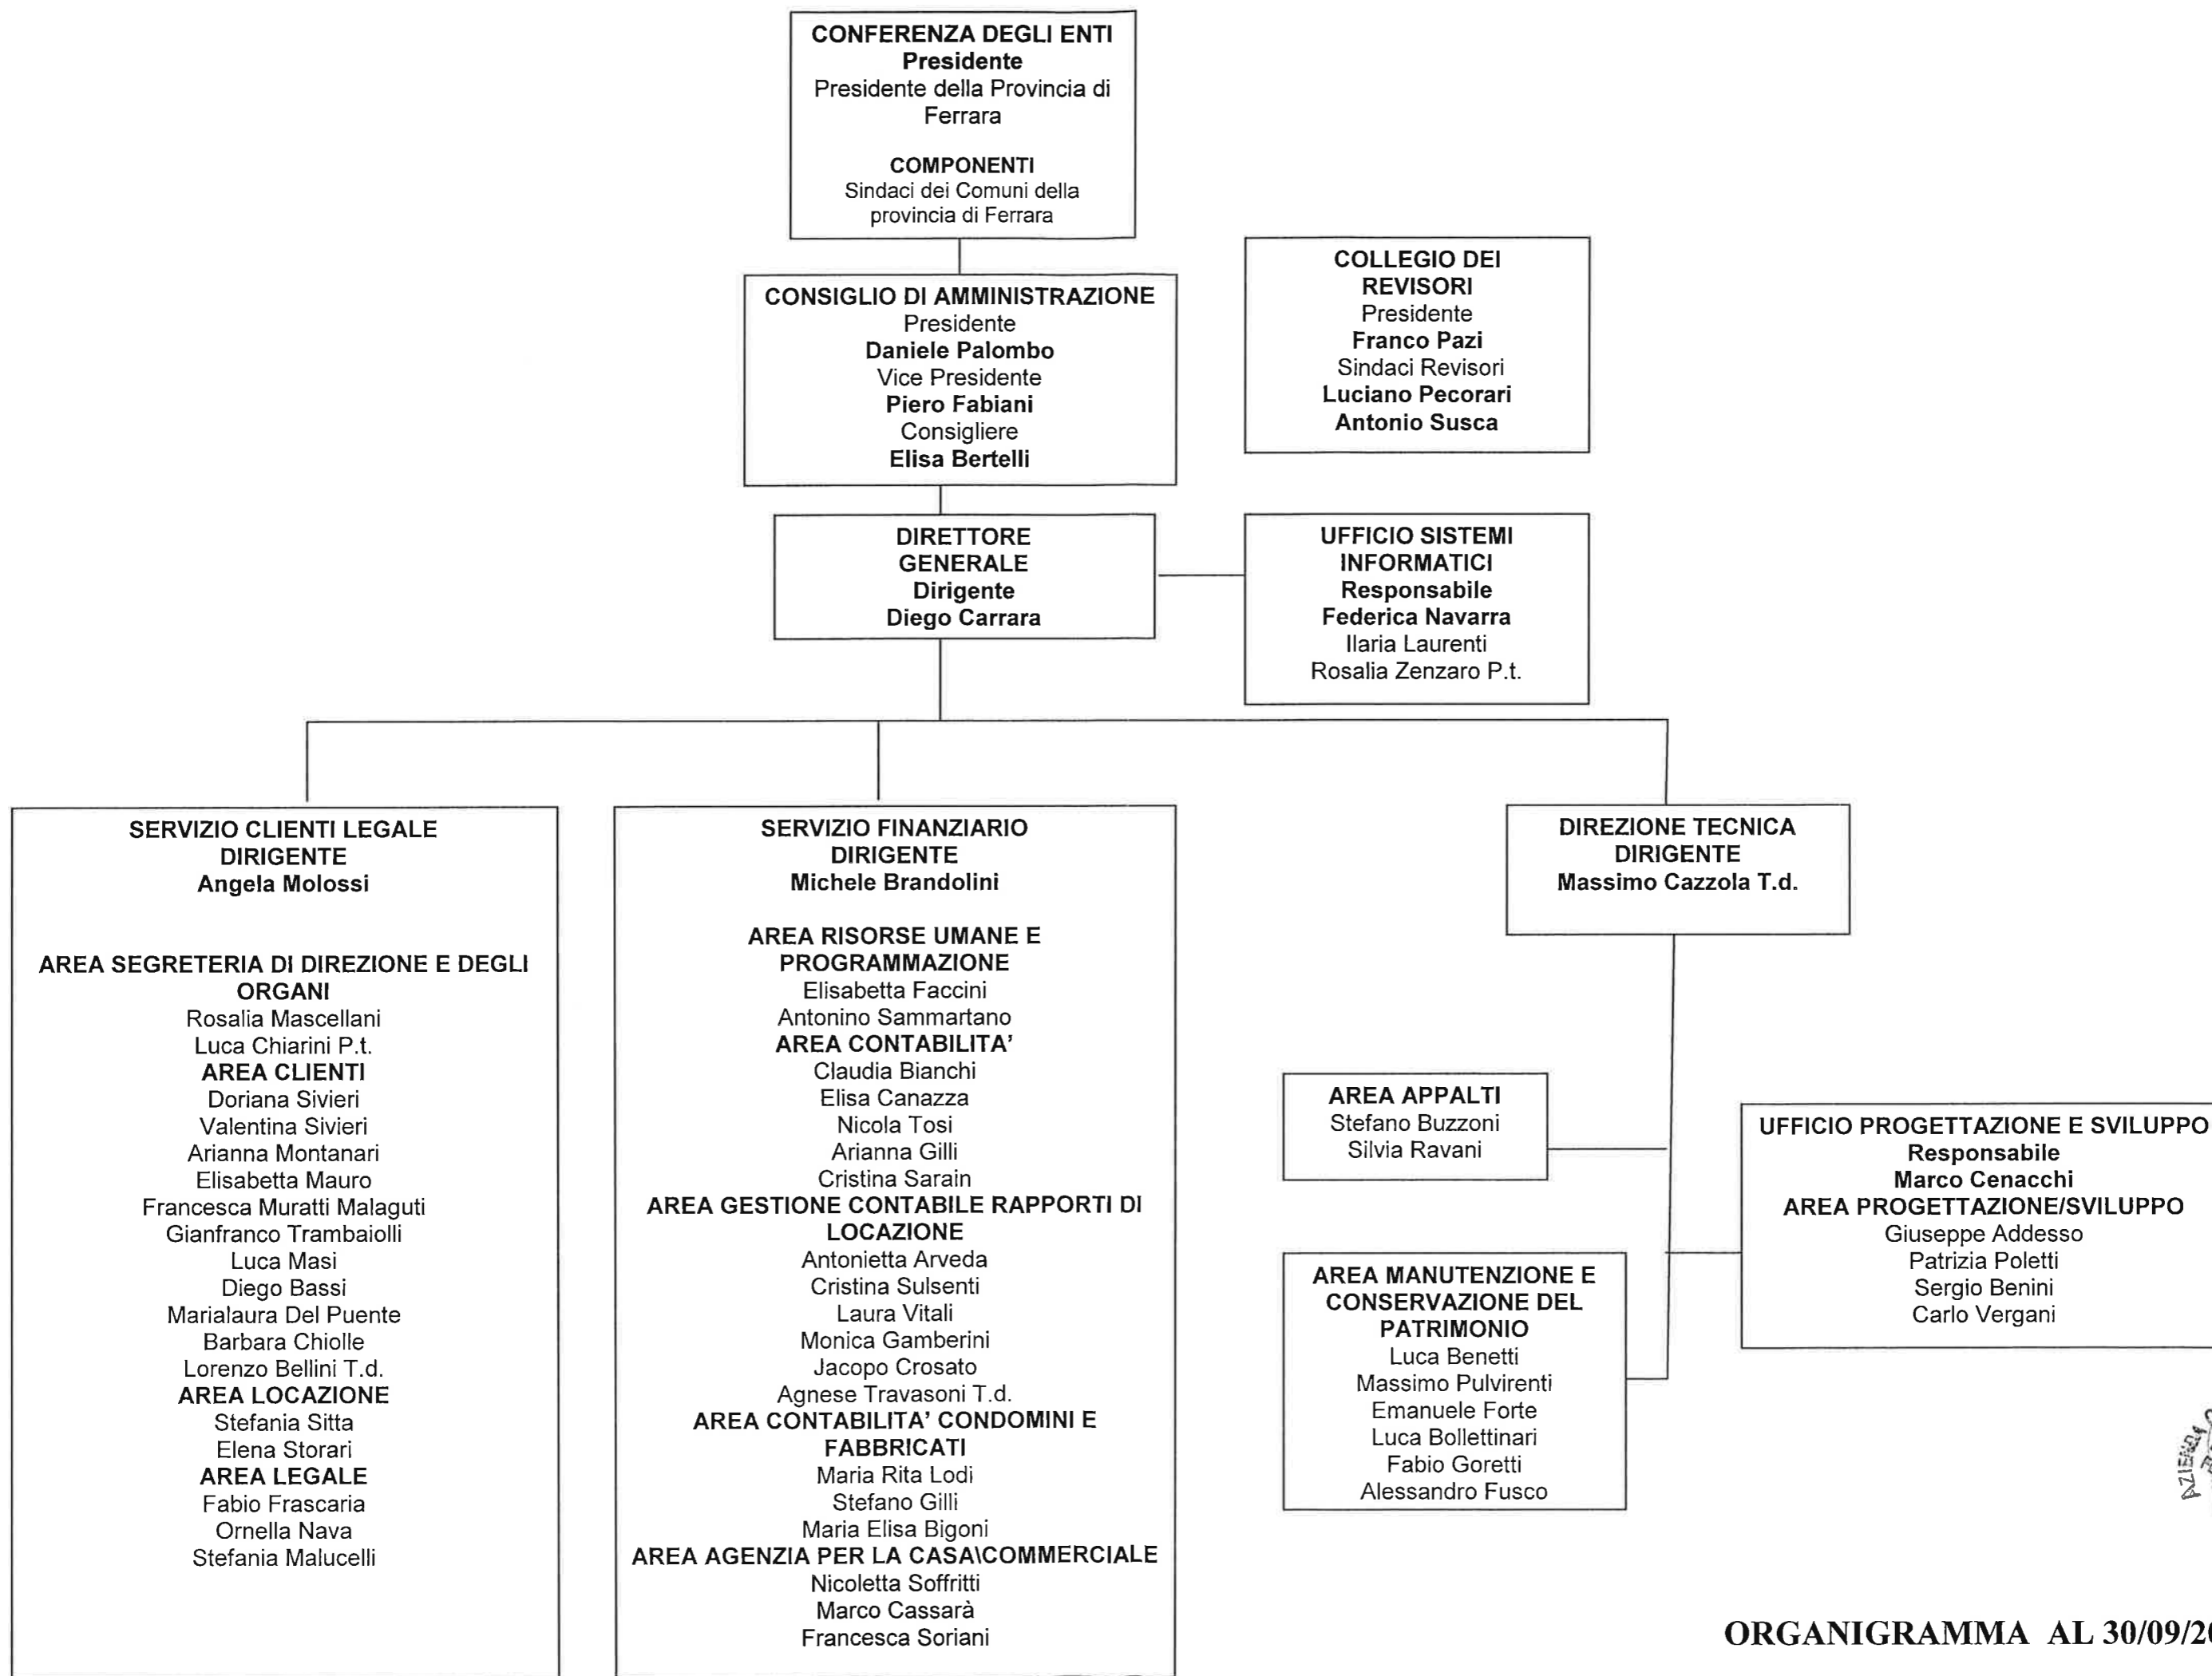 CONFERENZA DEGLI ENTI
Presidente
Presidente della Provincia di
Ferrara
COMPONENTI
Sindaci dei Comuni della
provincia di Ferrara
CONSIGLIO DI AMMINISTRAZIONE
Presidente
Daniele Palombo
Vice Presidente
Piero Fabiani
Consigliere
Elisa Bertelli
COLLEGIO DEI
REVISORI
Presidente
Franco Pazi
Sindaci Revisori
Luciano Pecorari
Antonio Susca
DIRETTORE
GENERALE
Dirigente
Diego Carrara
UFFICIO SISTEMI
INFORMATICI
Responsabile
Federica Navarra
Ilaria Laurenti
Rosalia Zenzaro P.t.
SERVIZIO CLIENTI LEGALE
DIRIGENTE
Angela Molossi
AREA SEGRETERIA DI DIREZIONE E DEGLI
ORGANI
Rosalia Mascellani
Luca Chiarini P.t.
AREA CLIENTI
Doriana Sivieri
Valentina Sivieri
Arianna Montanari
Elisabetta Mauro
Francesca Muratti Malaguti
Gianfranco Trambaiolli
Luca Masi
Diego Bassi
Marialaura Del Puente
Barbara Chiolle
Lorenzo Bellini T.d.
AREA LOCAZIONE
Stefania Sitta
Elena Storari
AREA LEGALE
Fabio Frascaria
Ornella Nava
Stefania Malucelli
SERVIZIO FINANZIARIO
DIRIGENTE
Michele Brandolini
AREA RISORSE UMANE E
PROGRAMMAZIONE
Elisabetta Faccini
Antonino Sammartano
AREA CONTABILITA'
Claudia Bianchi
Elisa Canazza
Nicola Tosi
Arianna Gilli
Cristina Sarain
AREA GESTIONE CONTABILE RAPPORTI DI
LOCAZIONE
Antonietta Arveda
Cristina Sulsenti
Laura Vitali
Monica Gamberini
Jacopo Crosato
Agnese Travasoni T.d.
AREA CONTABILITA' CONDOMINI E
FABBRICATI
Maria Rita Lodi
Stefano Gilli
Maria Elisa Bigoni
AREA AGENZIA PER LA CASA\COMMERCIALE
Nicoletta Soffritti
Marco Cassarà
Francesca Soriani
DIREZIONE TECNICA
DIRIGENTE
Massimo Cazzola T.d.
AREA APPALTI
Stefano Buzzoni
Silvia Ravani
UFFICIO PROGETTAZIONE E SVILUPPO
Responsabile
Marco Cenacchi
AREA PROGETTAZIONE/SVILUPPO
Giuseppe Addesso
Patrizia Poletti
Sergio Benini
Carlo Vergani
AREA MANUTENZIONE E
CONSERVAZIONE DEL
PATRIMONIO
Luca Benetti
Massimo Pulvirenti
Emanuele Forte
Luca Bollettinari
Fabio Goretti
Alessandro Fusco
AZIENDA
ORGANIGRAMMA AL 30/09/20